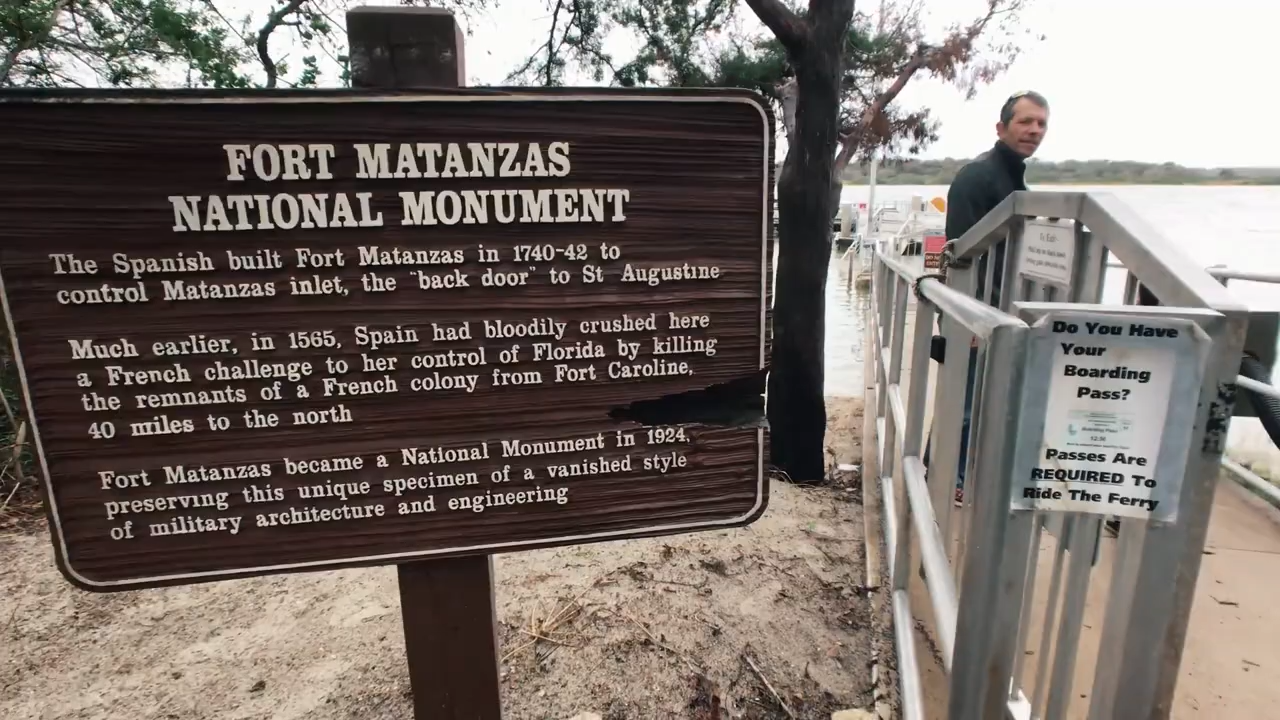 FORT MATANZAS
NATIONAL MONUMENT
The Spanish built Fort Matanzas in 1740-42 to
control Matanzas inlet, the "back door" to St Augustine
Much earlier, in 1565, Spain had bloodily crushed here
a French challenge to her control of Florida by killing
the remnants of a French colony from Fort Caroline,
40 miles to the north
Fort Matanzas became a National Monument in 1924,
preserving this unique specimen of a vanished style
of military architecture and engineering
Do You Have
Your
Boarding
Pass?
Boarding Pass
Passes Are
REQUIRED To
Ride The Ferry
To Exit